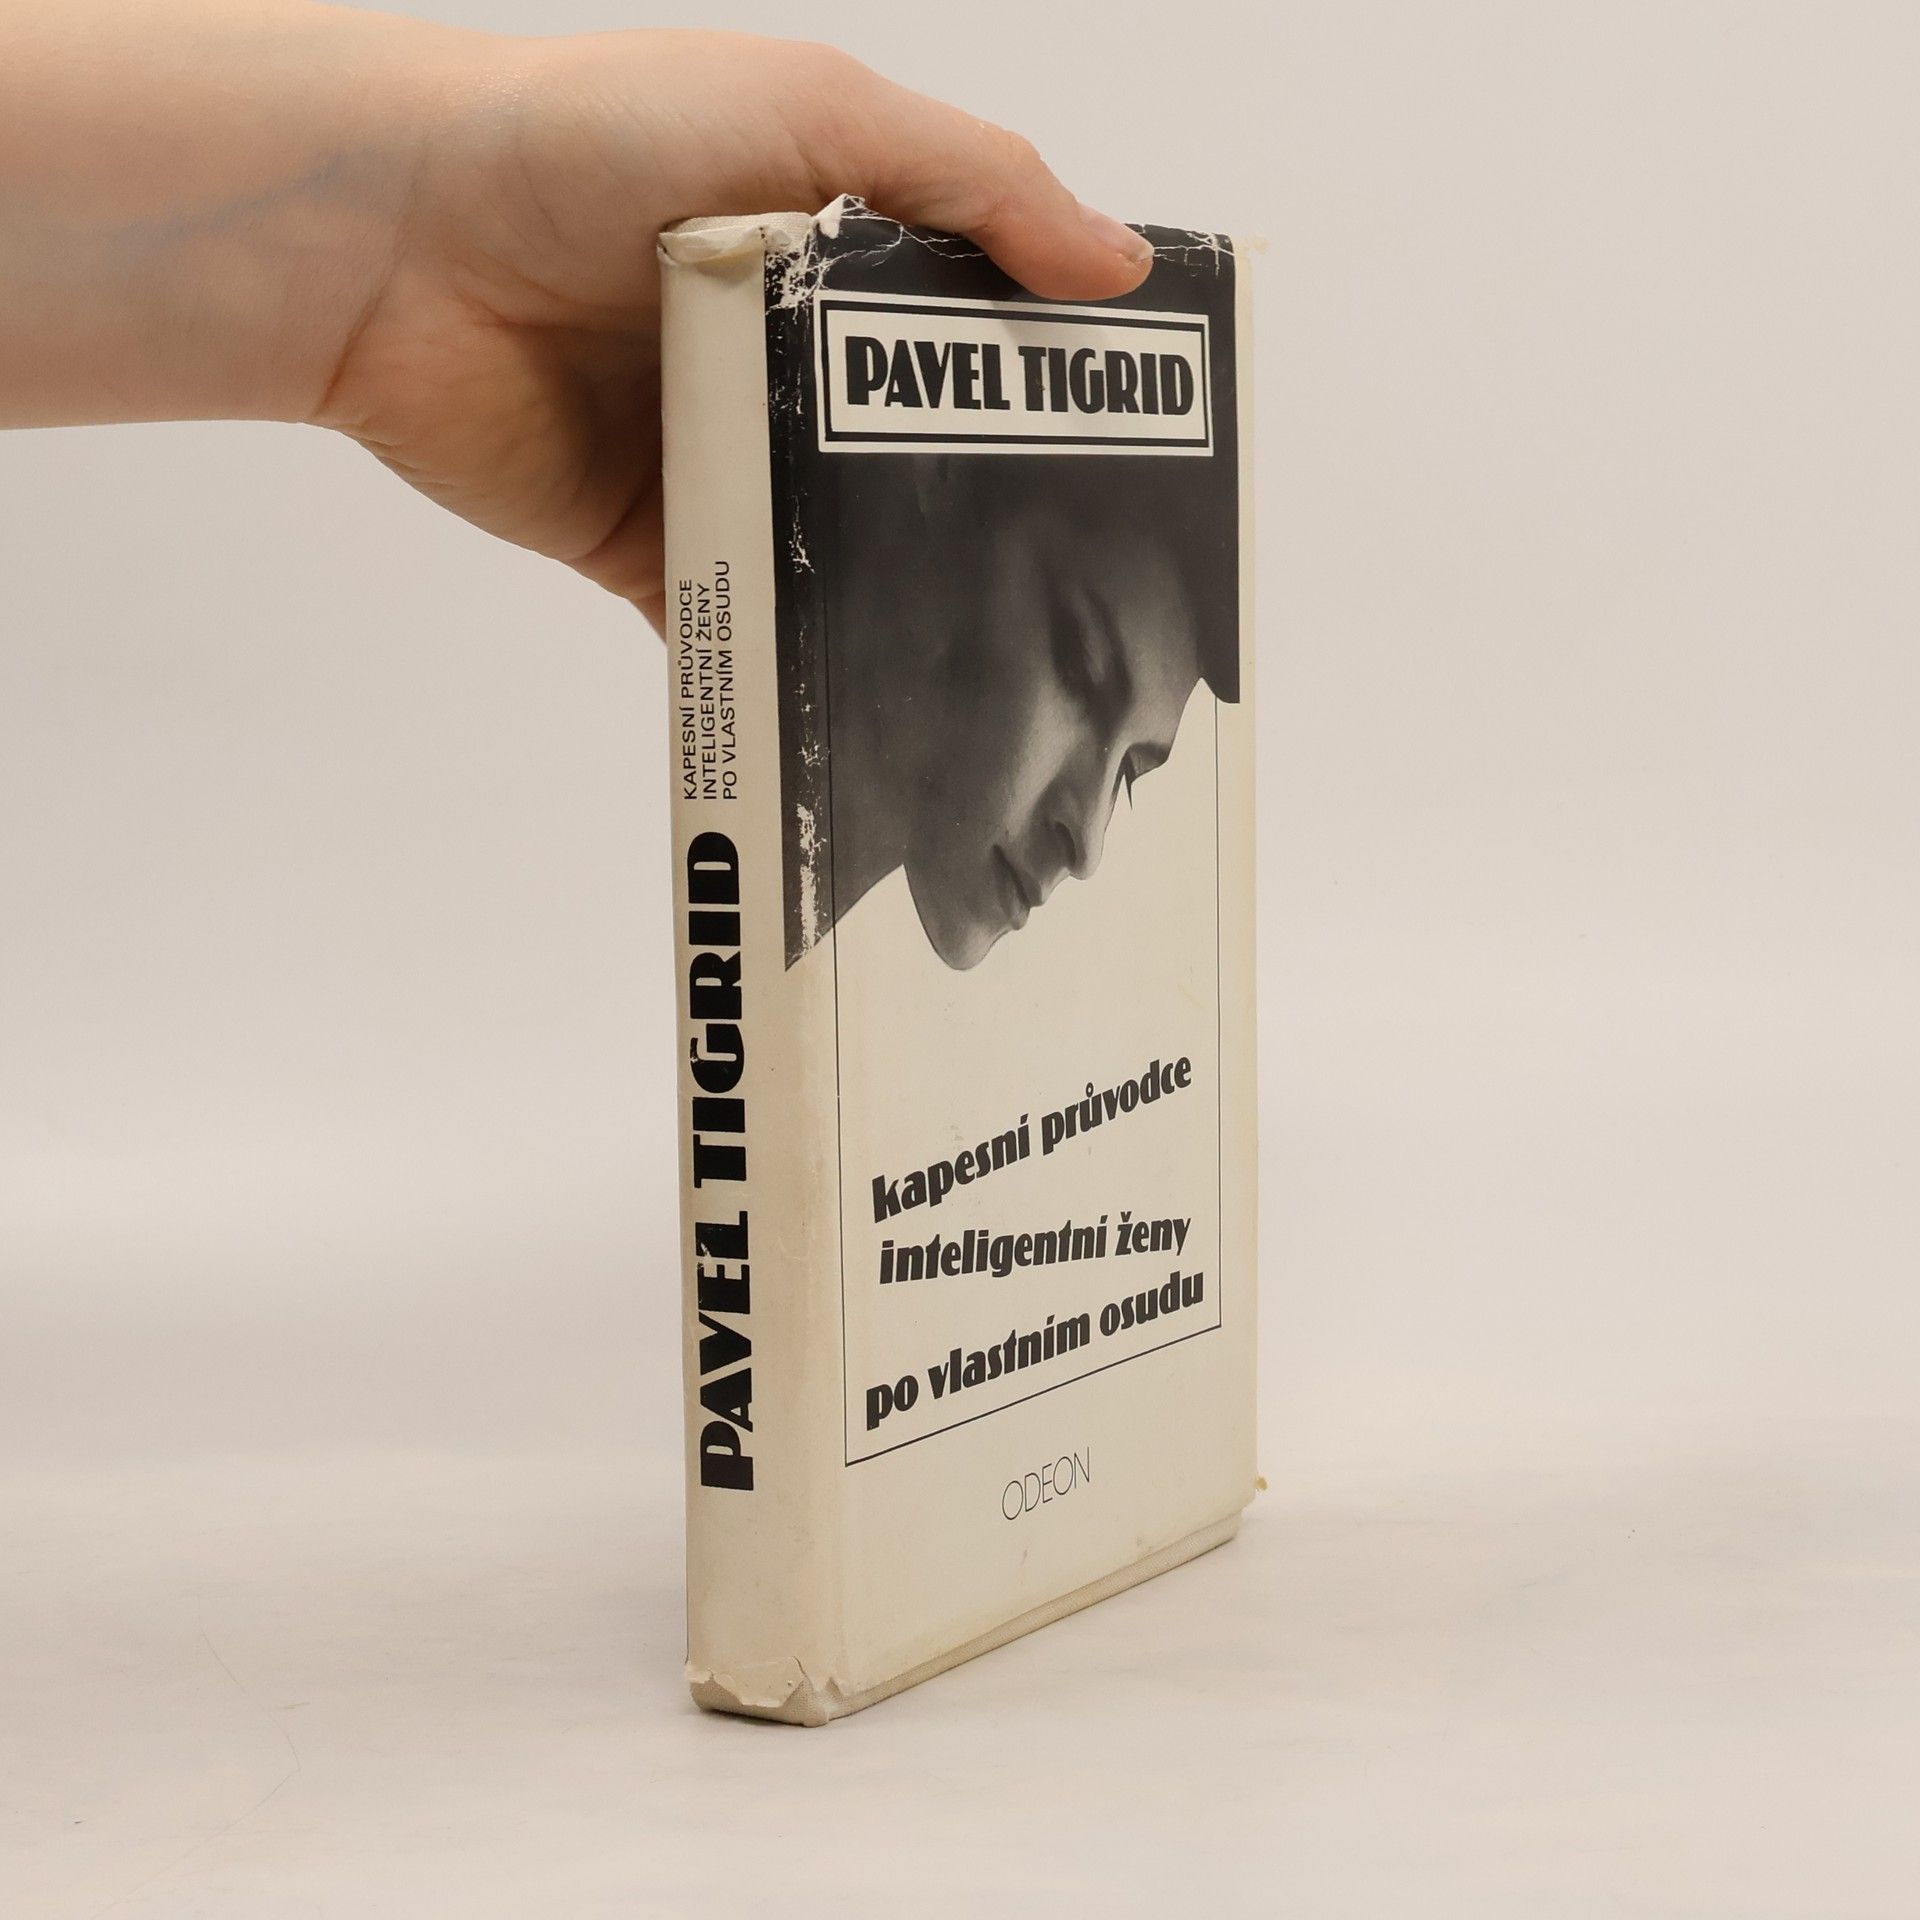 PAVEL TIGRID
kapesní průvodce
inteligentní ženy
po vlastním osudu
ODEON
PAVEL TIGRID
KAPESNÍ PRŮVODCE
INTELIGENTNÍ ŽENY
PO VLASTNÍM OSUDU